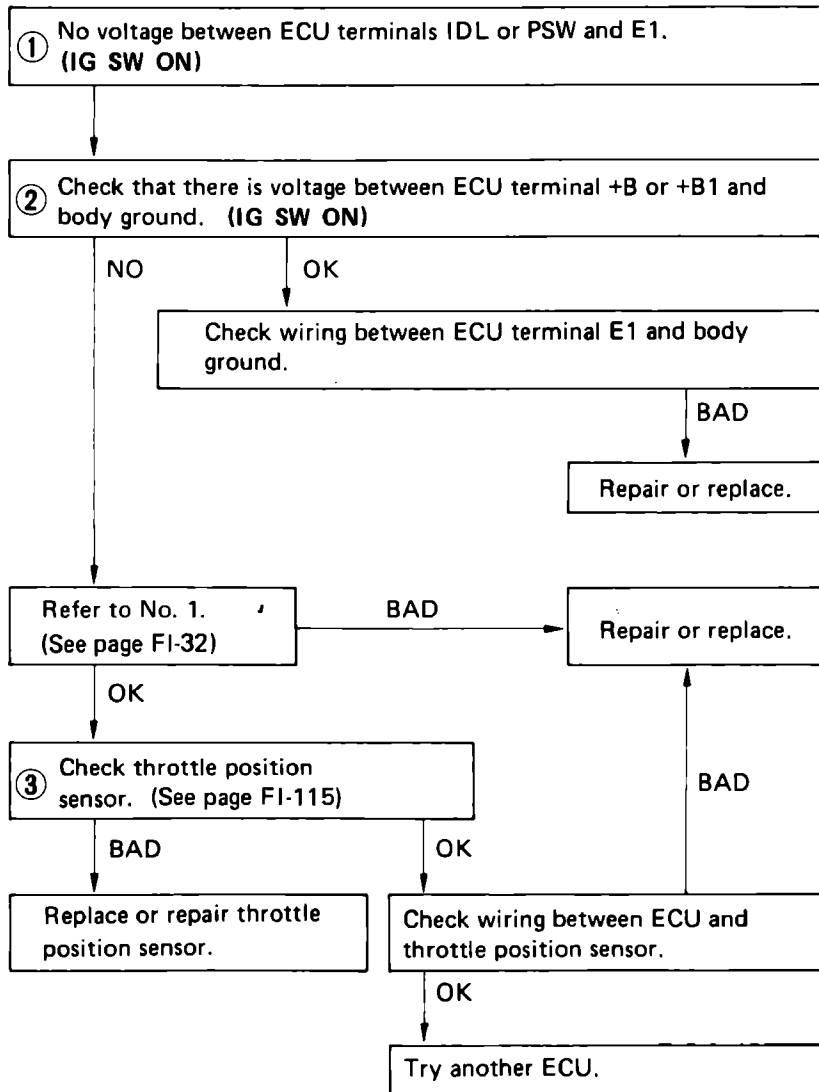 ① No voltage between ECU terminals IDL or PSW and E1.
(IG SW ON)
② Check that there is voltage between ECU terminal +B or +B1 and
body ground. (IG SW ON)
NO
OK
Check wiring between ECU terminal E1 and body
ground.
BAD
Repair or replace.
Refer to No. 1.
(See page FI-32)
BAD
Repair or replace.
OK
③ Check throttle position
sensor. (See page FI-115)
BAD
BAD
OK
Replace or repair throttle
position sensor.
Check wiring between ECU and
throttle position sensor.
OK
Try another ECU.